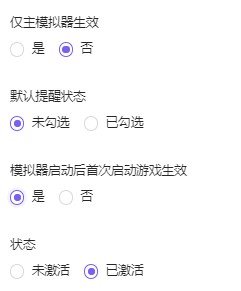 仅主模拟器生效
是 否
默认提醒状态
未勾选 已勾选
模拟器启动后首次启动游戏生效
是 否
状态
未激活 已激活